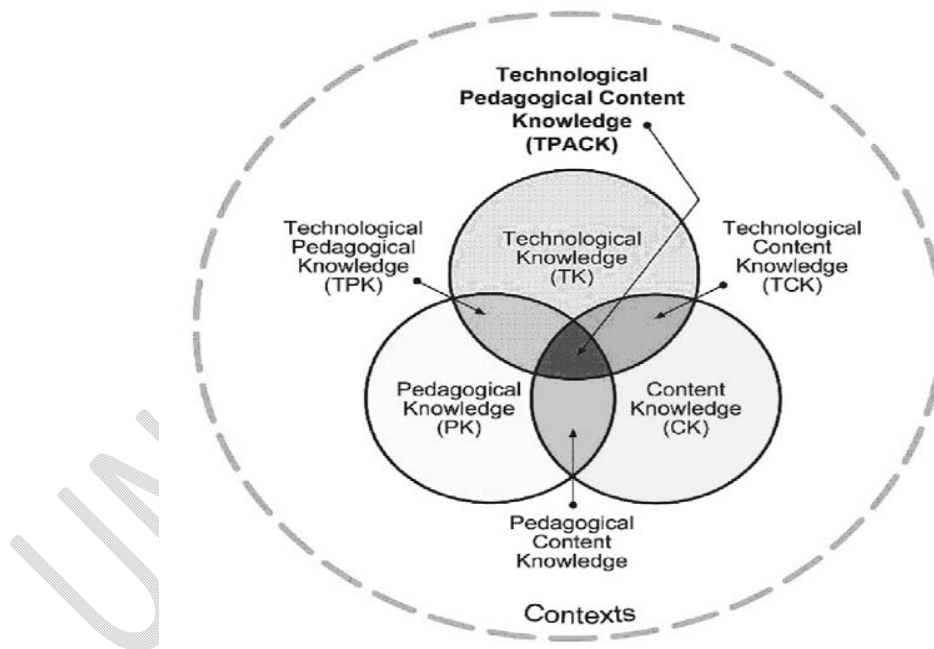 Technological
Pedagogical Content
Knowledge
(TPACK)
Technological
Pedagogical
Knowledge
(TPK)
Technological
Knowledge
(TK)
Technological
Content
Knowledge
(TCK)
Pedagogical
Knowledge
(PK)
Content
Knowledge
(CK)
Pedagogical
Content
Knowledge
Contexts